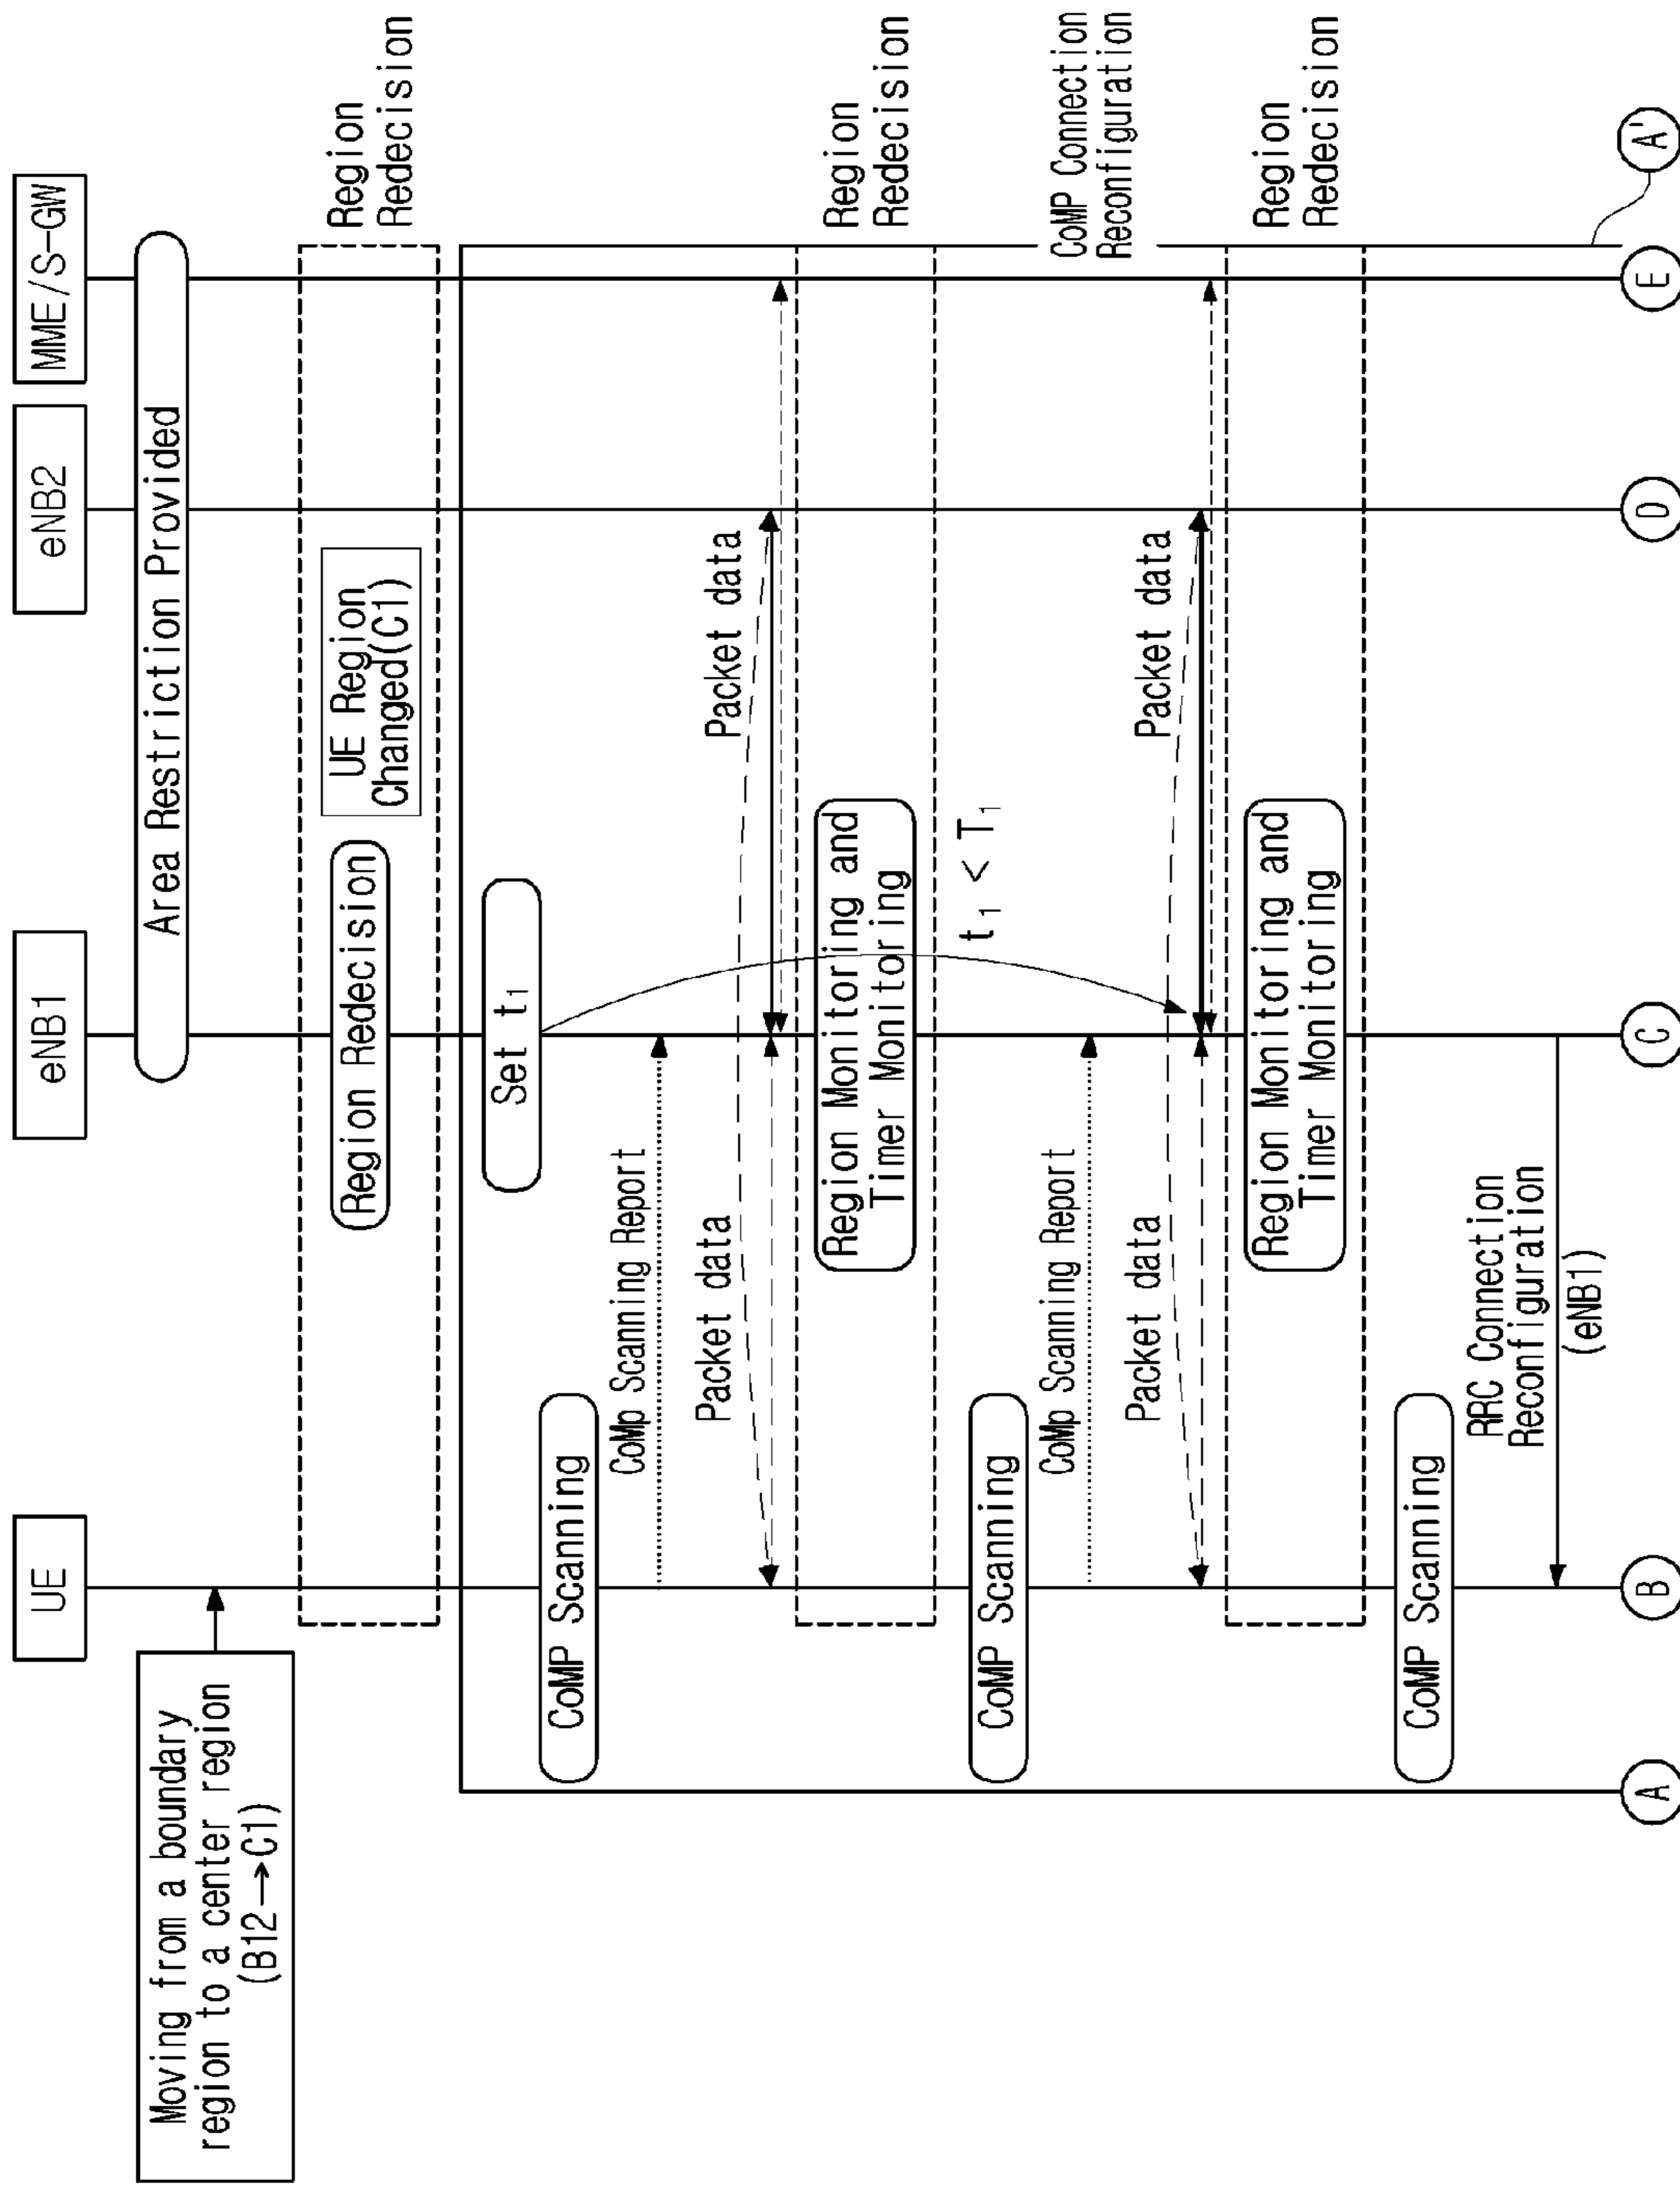 UE
eNB1
eNB2
MME/S-GW
Area Restriction Provided
Moving from a boundary
region to a center region
(B12→C1)
Region Redecision
UE Region
Changed(C1)
Region
Redecision
Set t1
CoMP Scanning
CoMp Scanning Report
Packet data
Packet data
Region Monitoring and
Timer Monitoring
Region
Redecision
t1 < T1
CoMP Scanning
CoMp Scanning Report
CoMP Connection
Reconfiguration
Packet data
Packet data
Region Monitoring and
Timer Monitoring
Region
Redecision
CoMP Scanning
RRC Connection
Reconfiguration
(eNB1)
A
B
C
D
E
A'